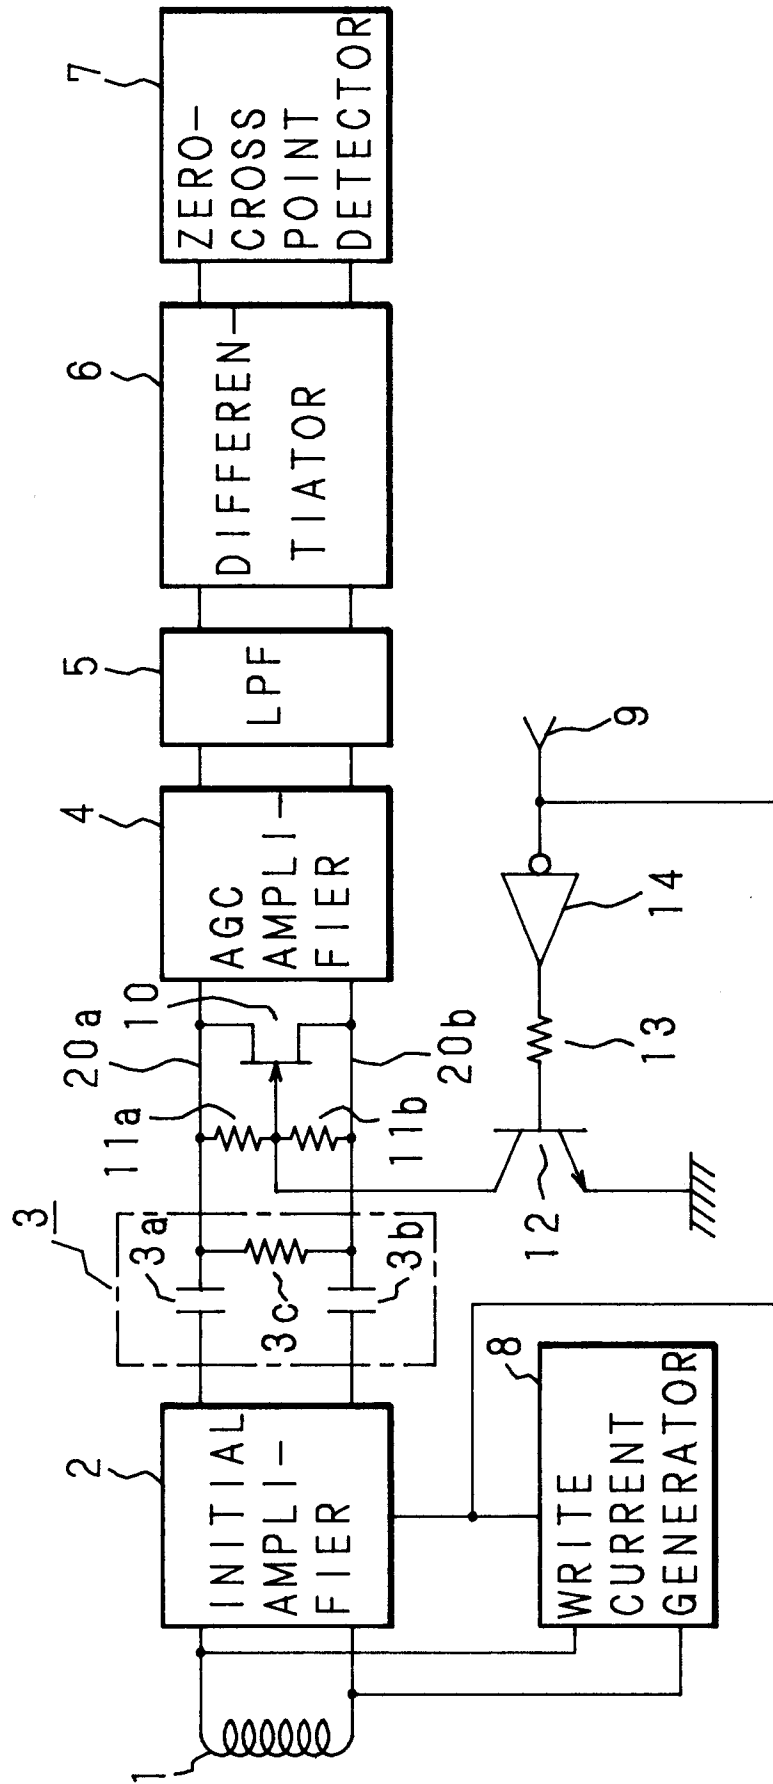 1
2
INITIAL
AMPLI-
FIER
3
3a
3c
3b
11a
20a
10
11b
20b
4
AGC
AMPLI-
FIER
5
LPF
6
DIFFEREN-
TIATOR
7
ZERO-
CROSS
POINT
DETECTOR
8
WRITE
CURRENT
GENERATOR
12
13
14
9